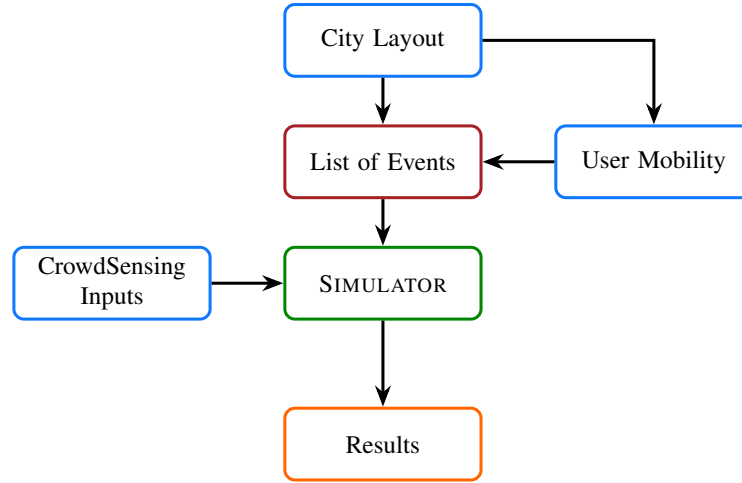 City Layout
List of Events
User Mobility
CrowdSensing
Inputs
SIMULATOR
Results